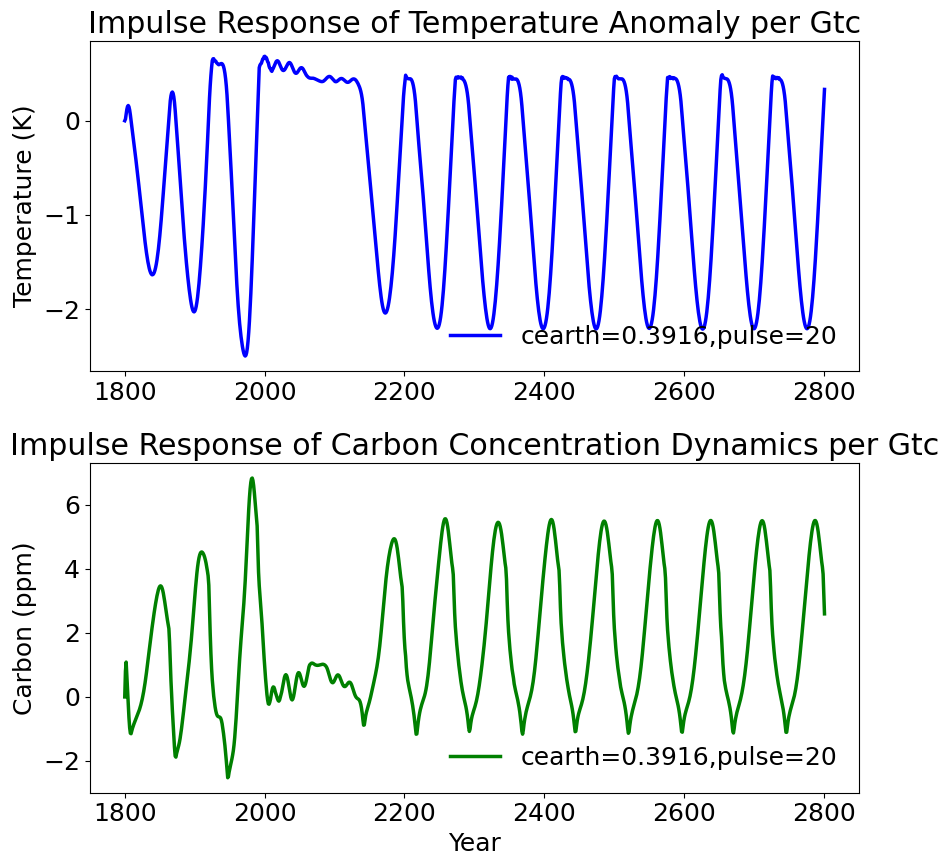 Impulse Response of Temperature Anomaly per Gtc
Temperature (K)
0
−1
−2
cearth=0.3916,pulse=20
1800 2000 2200 2400 2600 2800
Impulse Response of Carbon Concentration Dynamics per Gtc
Carbon (ppm)
6
4
2
0
−2
cearth=0.3916,pulse=20
1800 2000 2200 2400 2600 2800
Year